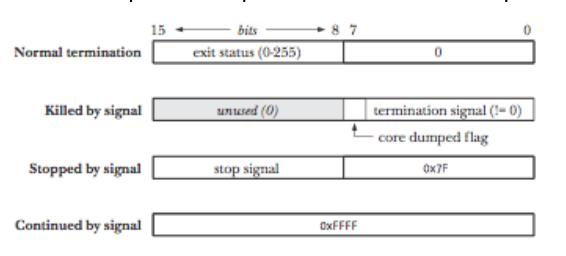 15 bits 8 7 0
Normal termination exit status (0-255) 0
Killed by signal unused (0) termination signal (!= 0)
core dumped flag
Stopped by signal stop signal 0x7F
Continued by signal 0xFFFF